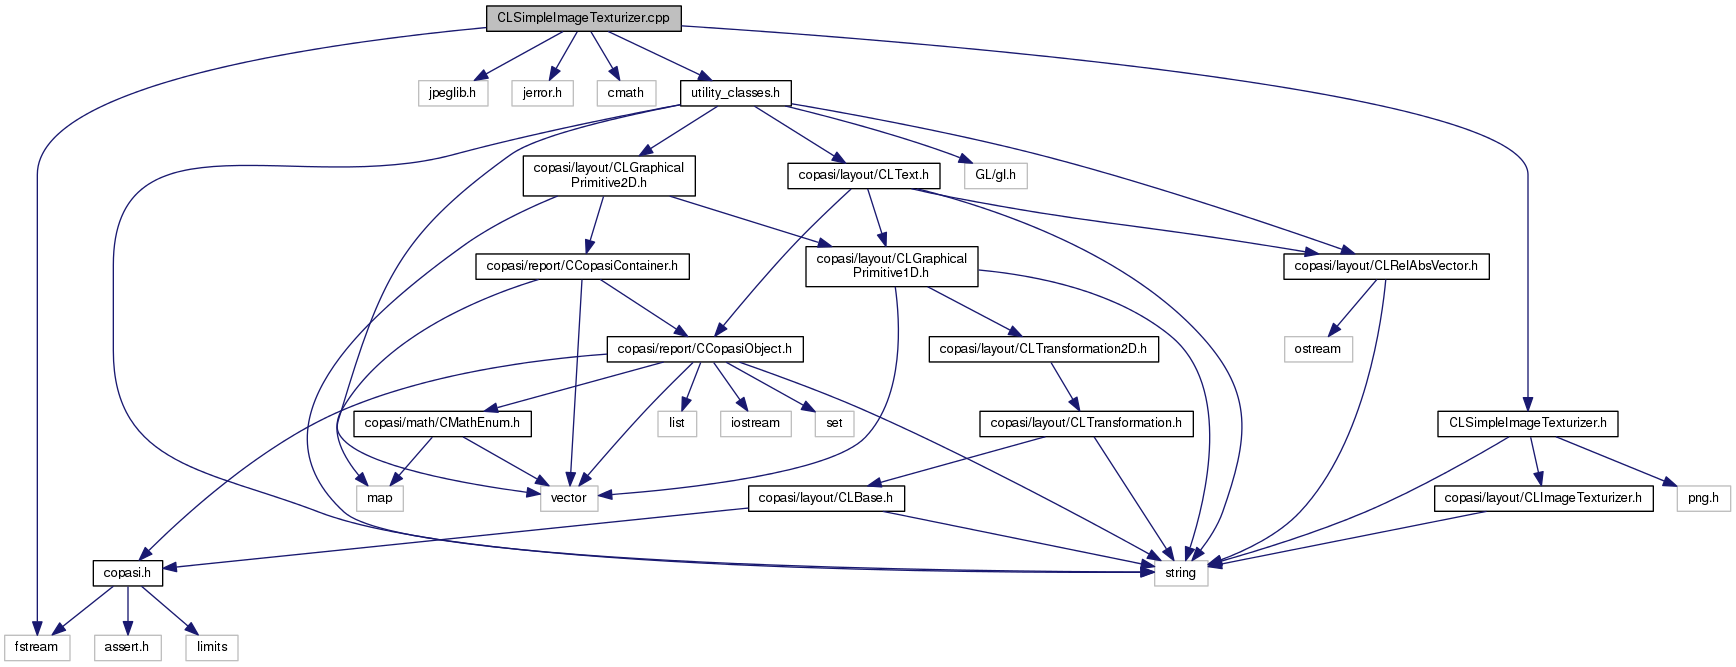 CLSimpleImageTexturizer.cpp
jpeglib.h
jerror.h
cmath
utility_classes.h
copasi/layout/CLGraphical
Primitive2D.h
copasi/layout/CLText.h
GL/gl.h
copasi/report/CCopasiContainer.h
copasi/layout/CLGraphical
Primitive1D.h
copasi/layout/CLRelAbsVector.h
copasi/report/CCopasiObject.h
copasi/layout/CLTransformation2D.h
ostream
copasi/math/CMathEnum.h
list
iostream
set
copasi/layout/CLTransformation.h
CLSimpleImageTexturizer.h
map
vector
copasi/layout/CLBase.h
copasi/layout/CLImageTexturizer.h
png.h
copasi.h
string
fstream
assert.h
limits